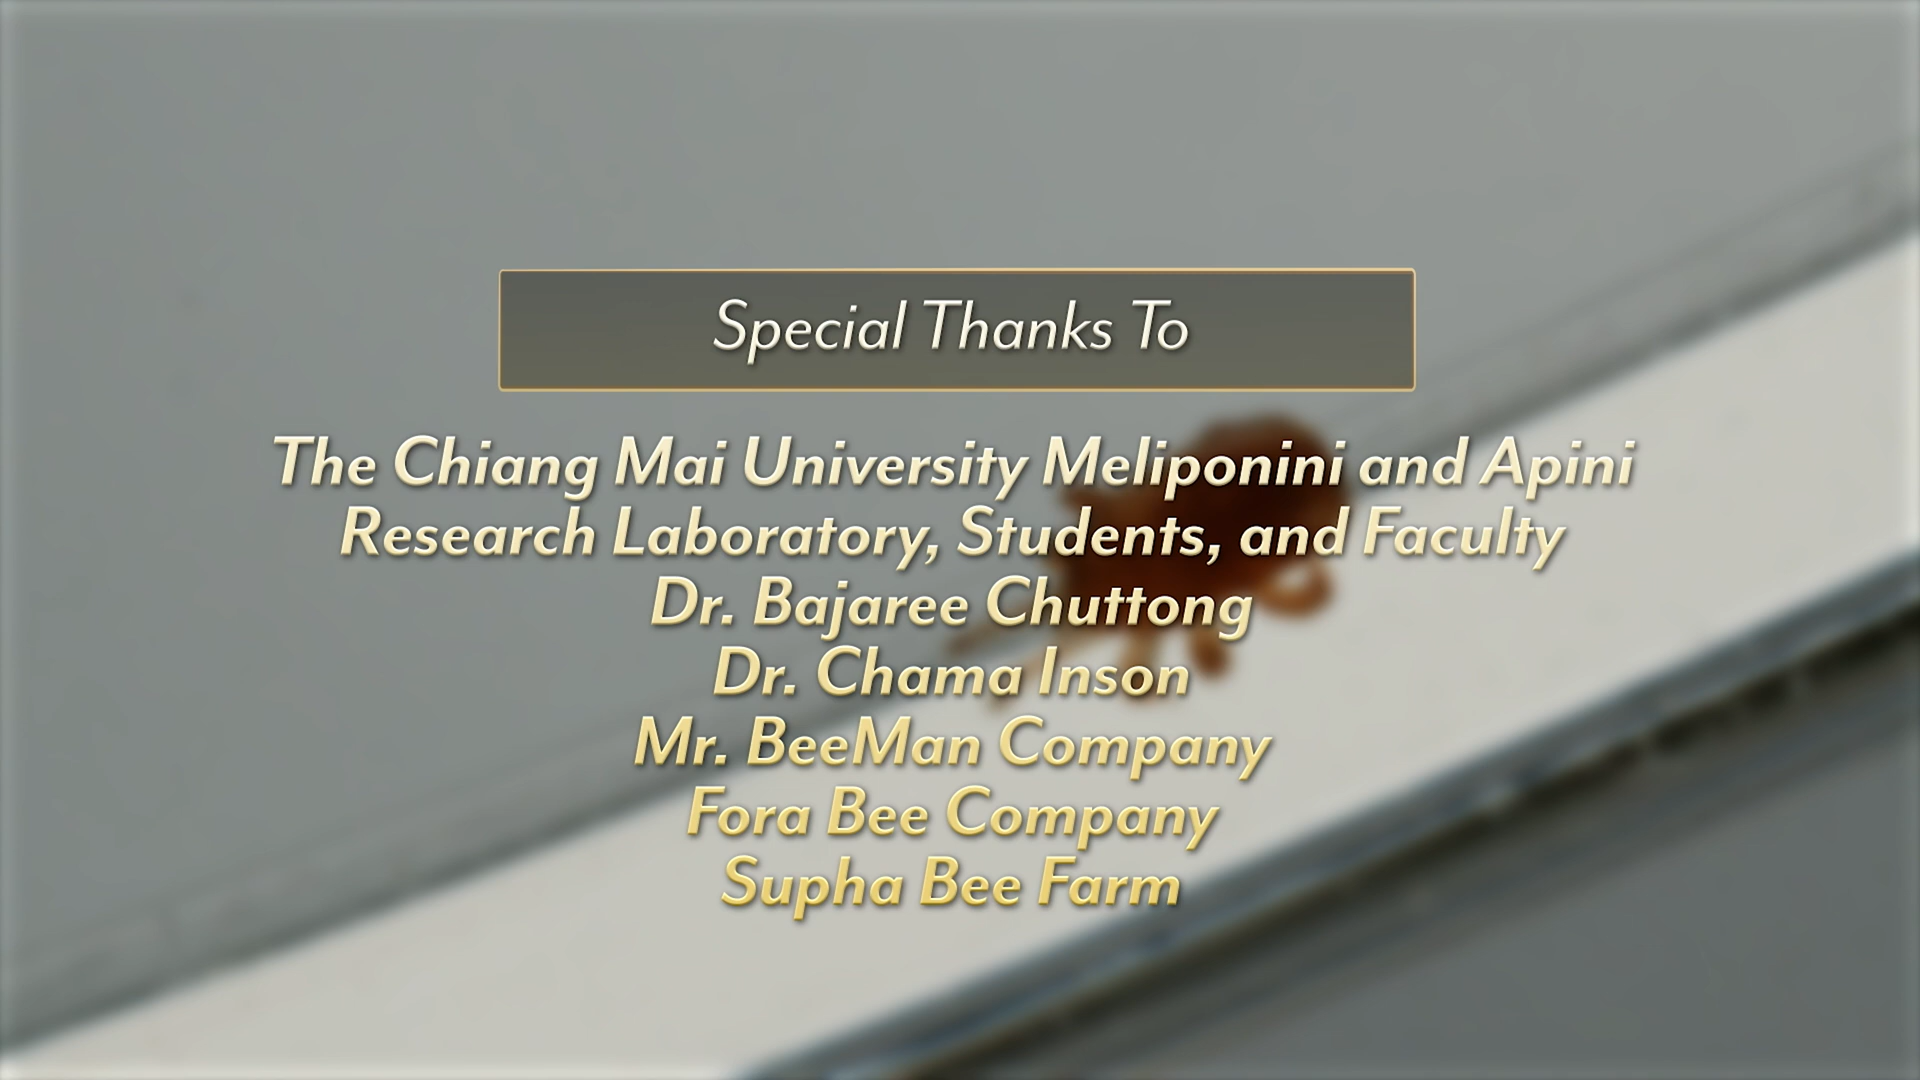 Special Thanks To
The Chiang Mai University Meliponini and Apini
Research Laboratory, Students, and Faculty
Dr. Bajaree Chuttong
Dr. Chama Inson
Mr. BeeMan Company
Fora Bee Company
Supha Bee Farm